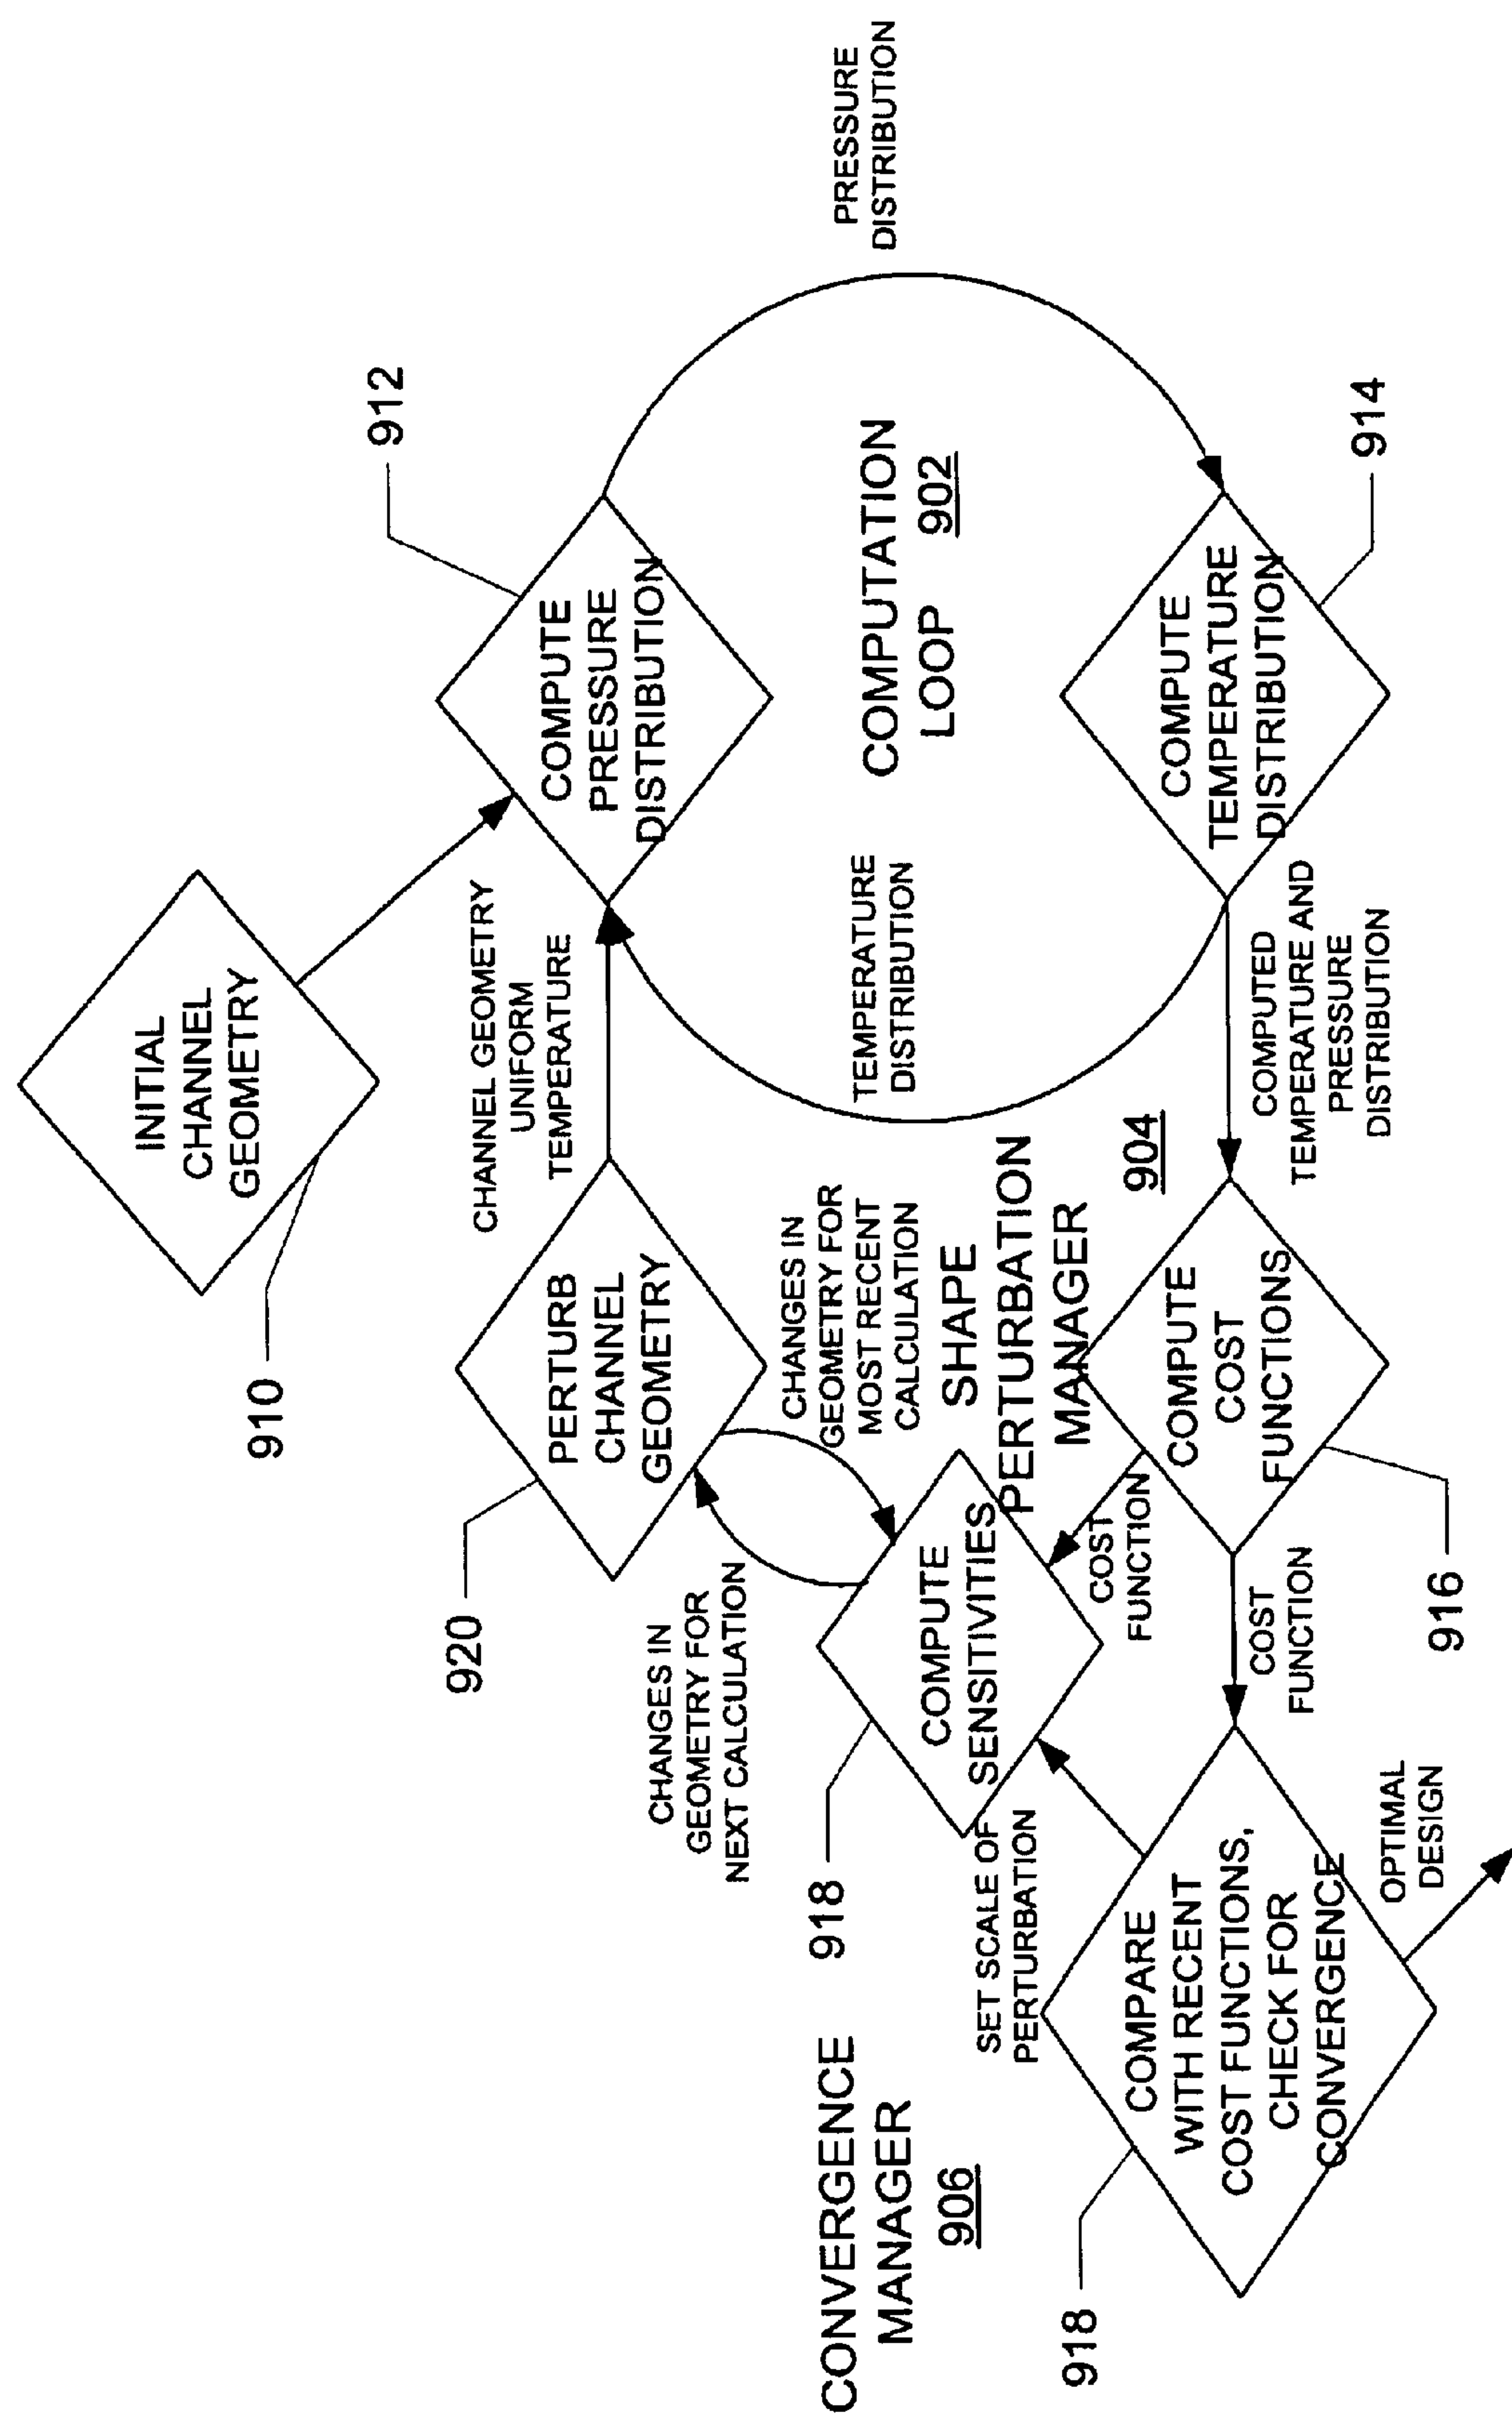 INITIAL
CHANNEL
GEOMETRY
910
912
COMPUTE
PRESSURE
DISTRIBUTION
CHANNEL GEOMETRY
UNIFORM
TEMPERATURE
920
PERTURB
CHANNEL
GEOMETRY
PRESSURE
DISTRIBUTION
COMPUTATION
LOOP 902
TEMPERATURE
DISTRIBUTION
CHANGES IN
GEOMETRY FOR
MOST RECENT
CALCULATION
CHANGES IN
GEOMETRY FOR
NEXT CALCULATION
SHAPE
PERTURBATION
MANAGER
904
918
COMPUTE
SENSITIVITIES
COMPUTE
TEMPERATURE
DISTRIBUTION
914
COMPUTED
TEMPERATURE AND
PRESSURE
DISTRIBUTION
COMPUTE
COST
FUNCTIONS
916
COST
FUNCTION
COST
FUNCTION
CONVERGENCE
MANAGER
906
SET SCALE OF
PERTURBATION
918
COMPARE
WITH RECENT
COST FUNCTIONS,
CHECK FOR
CONVERGENCE
OPTIMAL
DESIGN